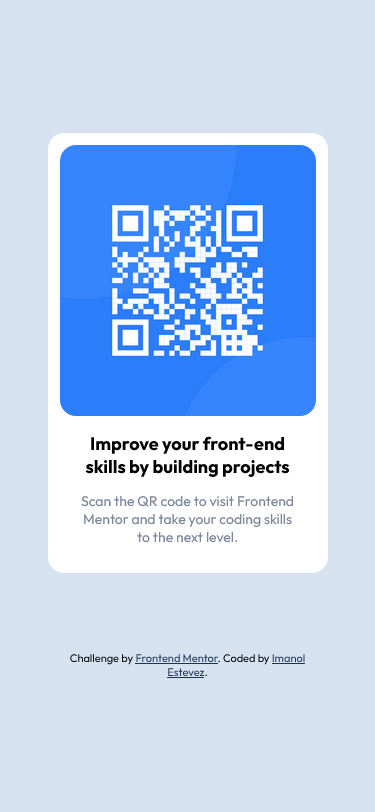 Improve your front-end
skills by building projects
Scan the QR code to visit Frontend
Mentor and take your coding skills
to the next level.
Challenge by Frontend Mentor. Coded by Imanol
Estevez.